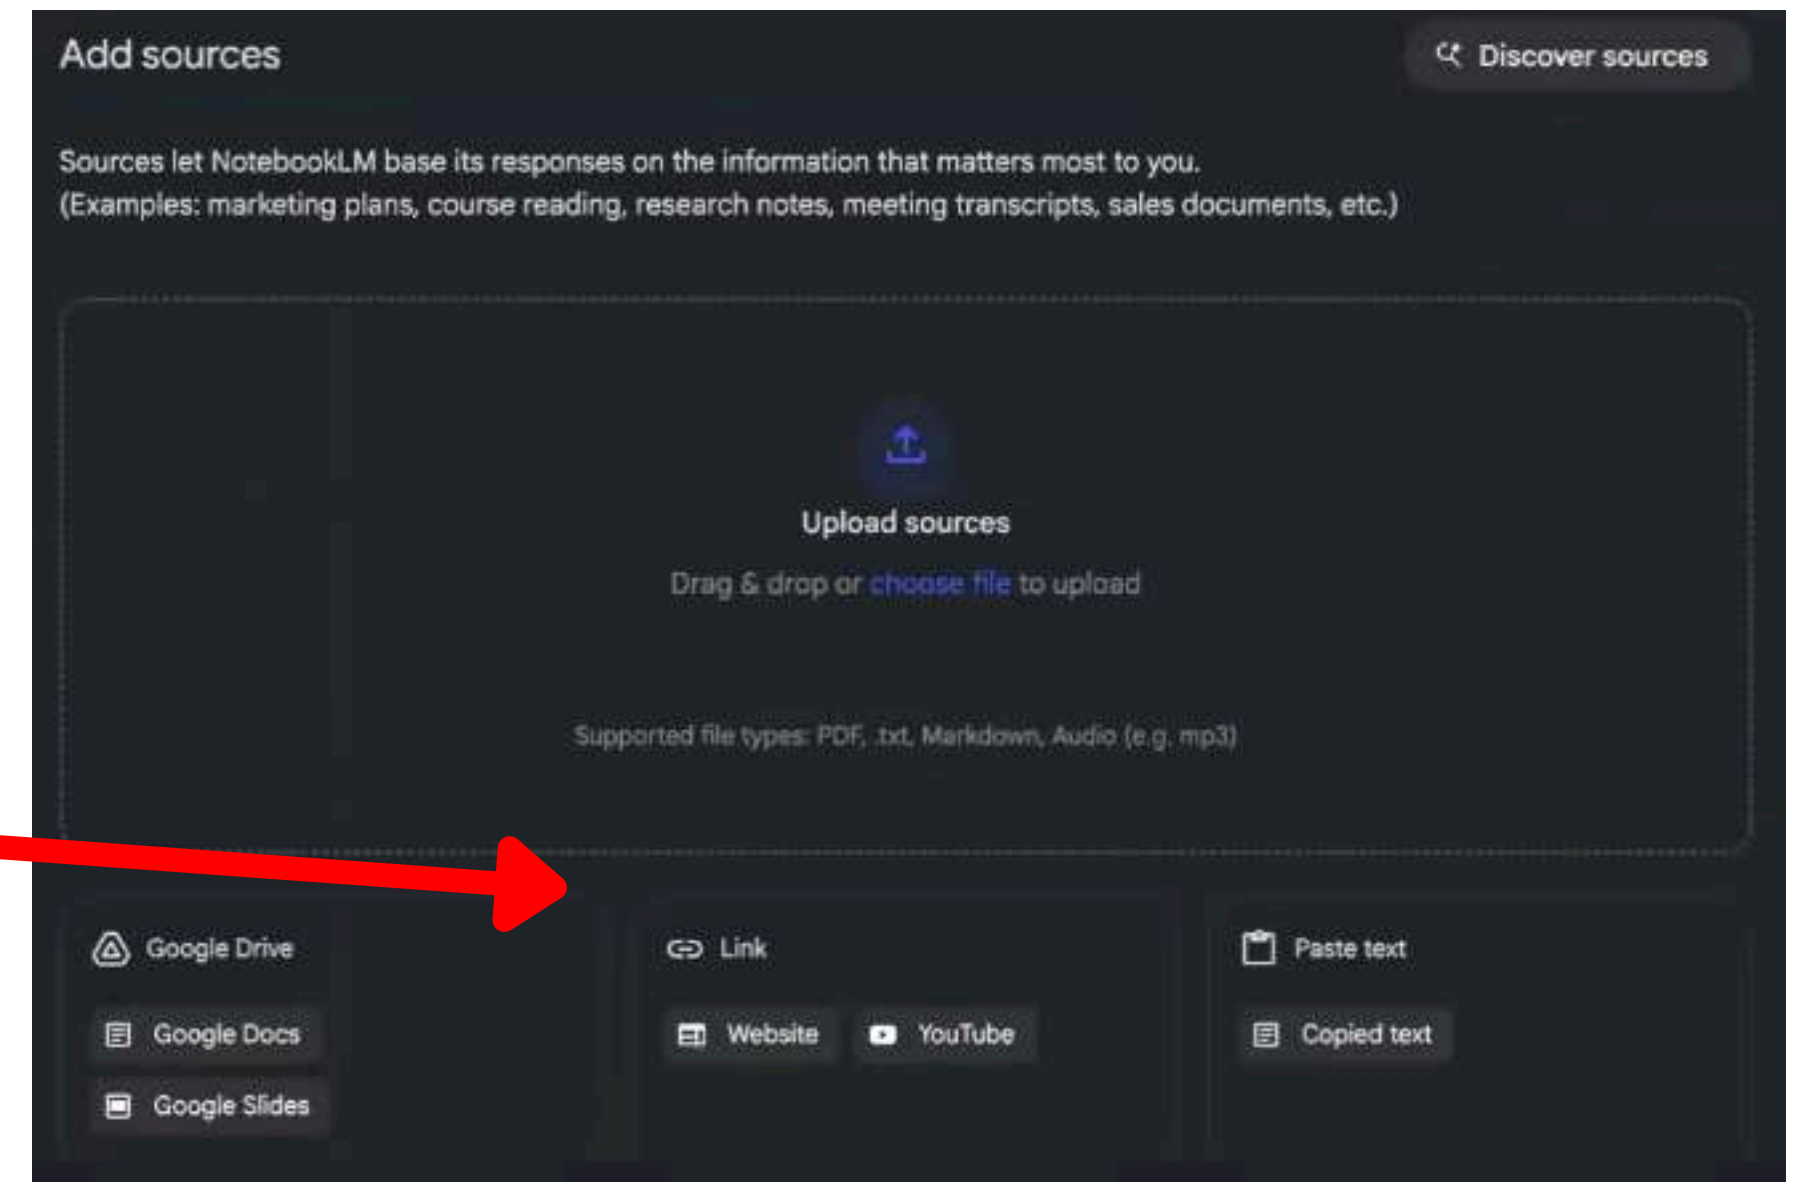 Add sources
Discover sources
Sources let NotebookLM base its responses on the information that matters most to you.
(Examples: marketing plans, course reading, research notes, meeting transcripts, sales documents, etc.)
Upload sources
Drag & drop or choose file to upload
Supported file types: PDF, .txt, Markdown, Audio (e.g. mp3)
Google Drive
Link
Paste text
Google Docs
Website
YouTube
Copied text
Google Slides